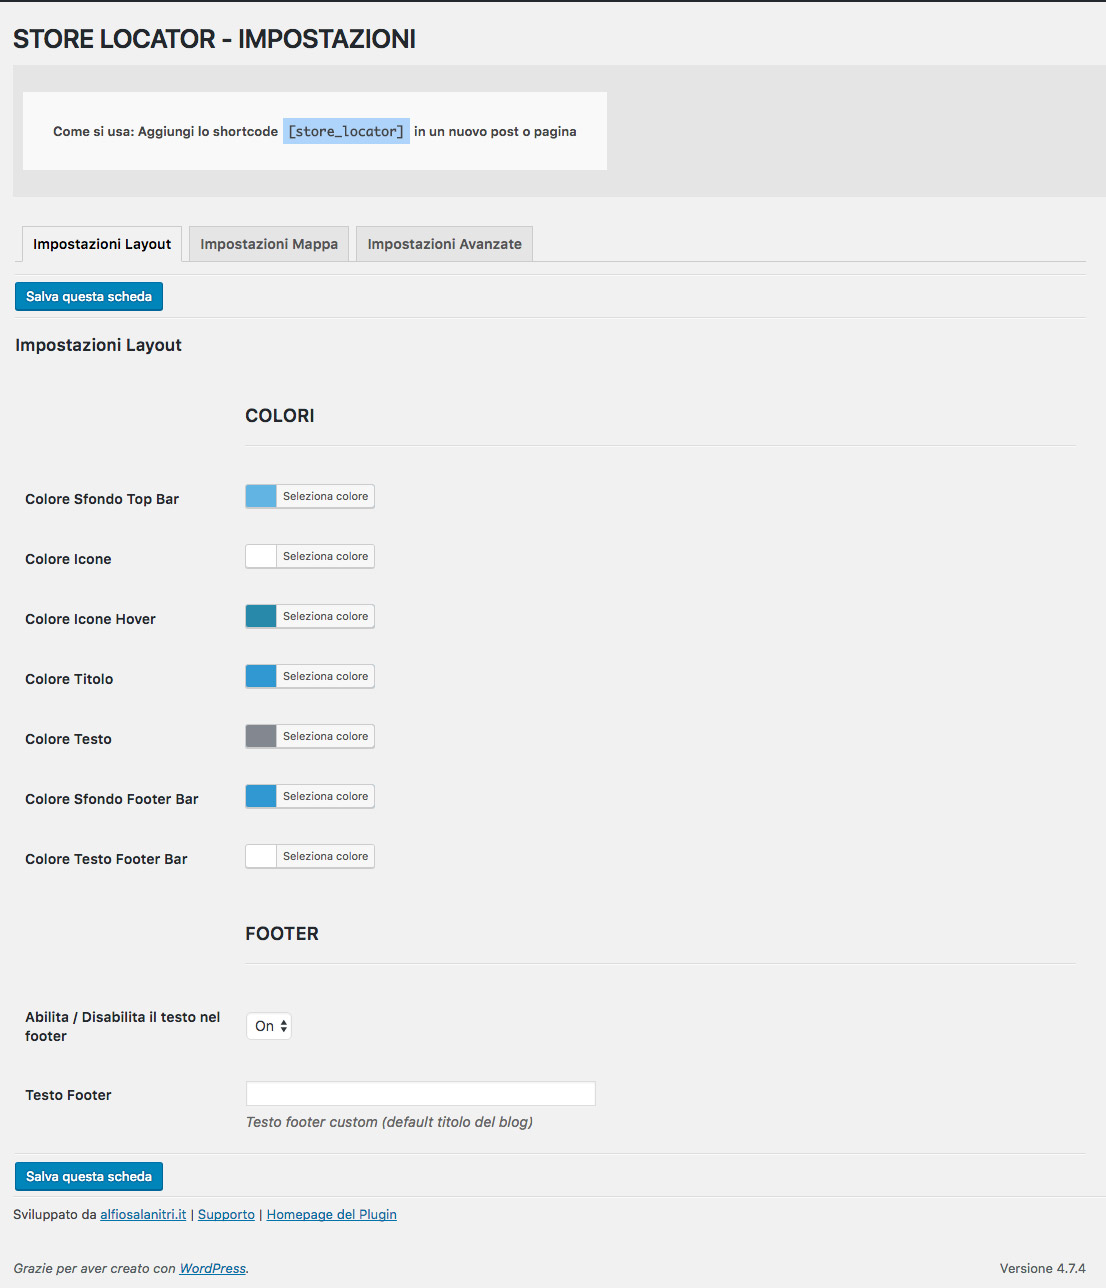 STORE LOCATOR - IMPOSTAZIONI
Come si usa: Aggiungi lo shortcode [store_locator] in un nuovo post o pagina
Impostazioni Layout Impostazioni Mappa Impostazioni Avanzate
Salva questa scheda
Impostazioni Layout
COLORI
Colore Sfondo Top Bar Seleziona colore
Colore Icone Seleziona colore
Colore Icone Hover Seleziona colore
Colore Titolo Seleziona colore
Colore Testo Seleziona colore
Colore Sfondo Footer Bar Seleziona colore
Colore Testo Footer Bar Seleziona colore
FOOTER
Abilita / Disabilita il testo nel
footer
On
Testo Footer
Testo footer custom (default titolo del blog)
Salva questa scheda
Sviluppato da alfiosalanitri.it | Supporto | Homepage del Plugin
Grazie per aver creato con WordPress. Versione 4.7.4